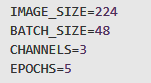 IMAGE_SIZE=224
BATCH_SIZE=48
CHANNELS=3
EPOCHS=5